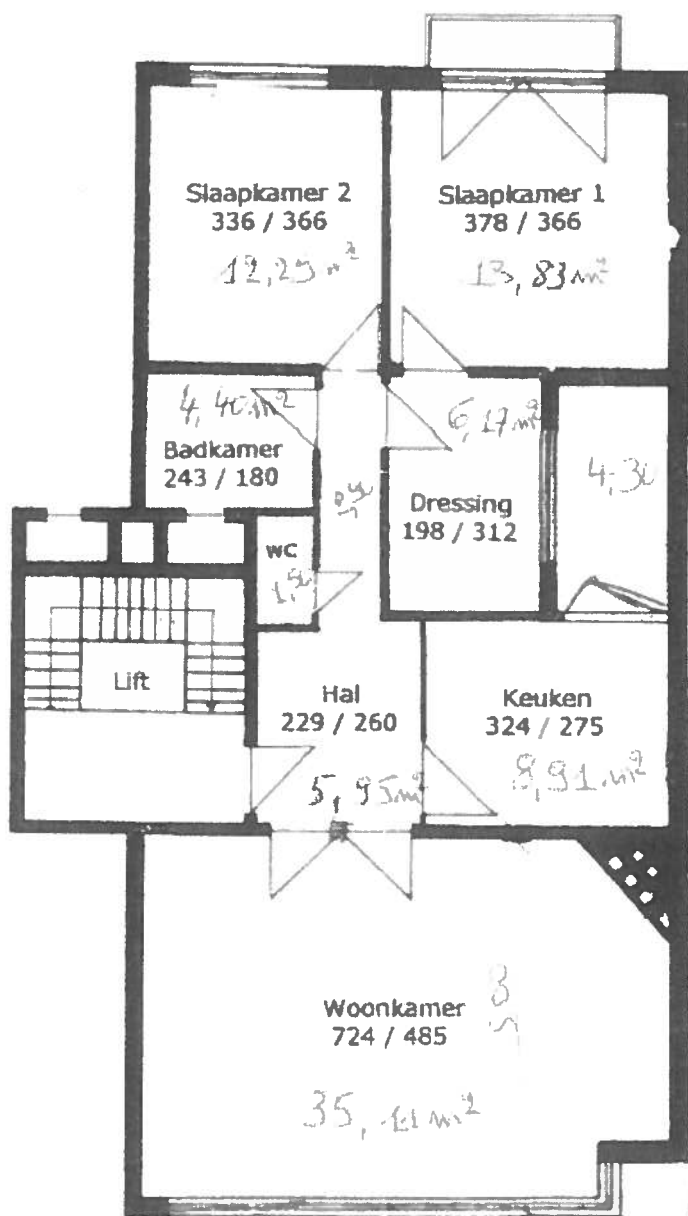 Slaapkamer 2
336 / 366
12,29 m²
Slaapkamer 1
378 / 366
13,83 m²
4,40 m²
Badkamer
243 / 180
6,17 m²
Dressing
198 / 312
4,30
WC
Lift
Hal
229 / 260
5,95 m²
Keuken
324 / 275
8,91 m²
Woonkamer
724 / 485
35,11 m²